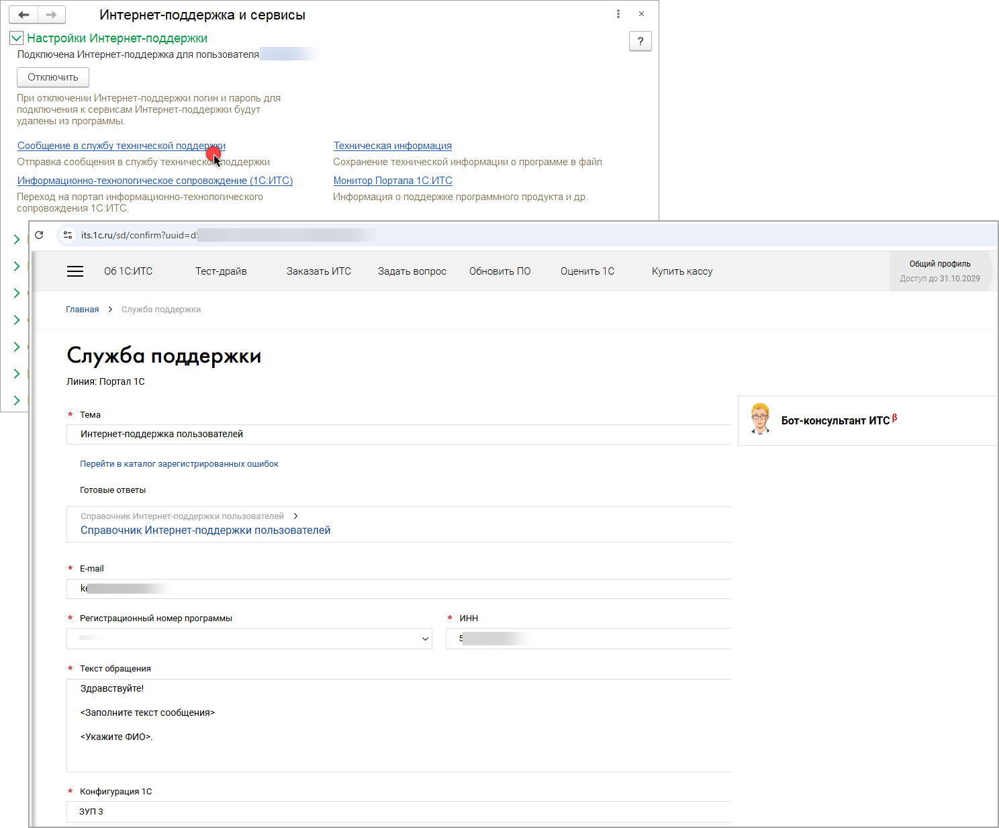 Интернет-поддержка и сервисы
Настройки Интернет-поддержки
?
Подключена Интернет-поддержка для пользователя
Отключить
При отключении Интернет-поддержки логин и пароль для
подключения к сервисам Интернет-поддержки будут
удалены из программы.
Сообщение в службу технической поддержки
Отправка сообщения в службу технической поддержки
Информационно-технологическое сопровождение (1С:ИТС)
Переход на портал информационно-технологического
сопровождения 1С:ИТС.
Техническая информация
Сохранение технической информации о программе в файл
Монитор Портала 1С:ИТС
Информация о поддержке программного продукта и др.
its.1c.ru/sd/confirm?uuid=d
Об 1С:ИТС Тест-драйв Заказать ИТС Задать вопрос Обновить ПО Оценить 1С Купить кассу
Общий профиль
Доступ до 31.10.2029
Главная > Служба поддержки
Служба поддержки
Линия: Портал 1С
* Тема
Интернет-поддержка пользователей
Перейти в каталог зарегистрированных ошибок
Готовые ответы
Справочник Интернет-поддержки пользователей >
Справочник Интернет-поддержки пользователей
Бот-консультант ИТС β
* E-mail
ke
* Регистрационный номер программы
* ИНН
5
* Текст обращения
Здравствуйте!
<Заполните текст сообщения>
<Укажите ФИО>.
* Конфигурация 1С
ЗУП 3